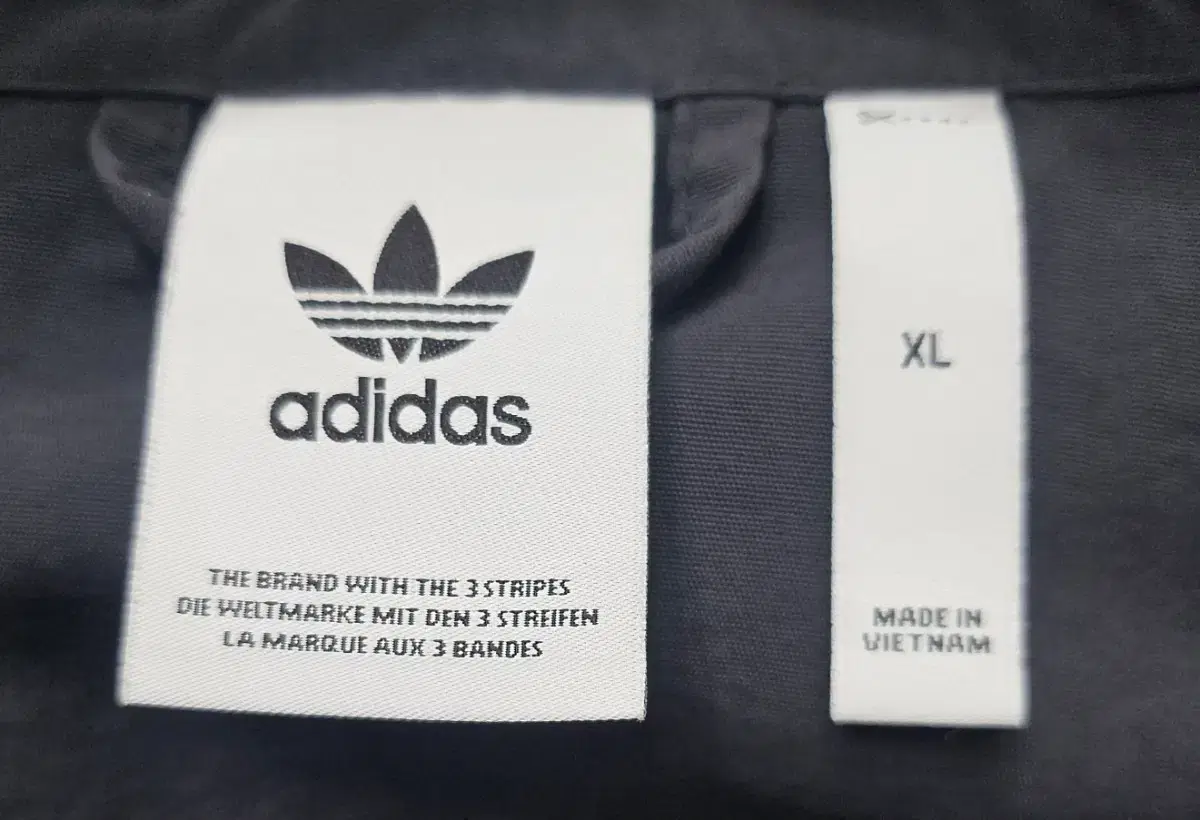 adidas
THE BRAND WITH THE 3 STRIPES
DIE WELTMARKE MIT DEN 3 STREIFEN
LA MARQUE AUX 3 BANDES
XL
MADE IN
VIETNAM